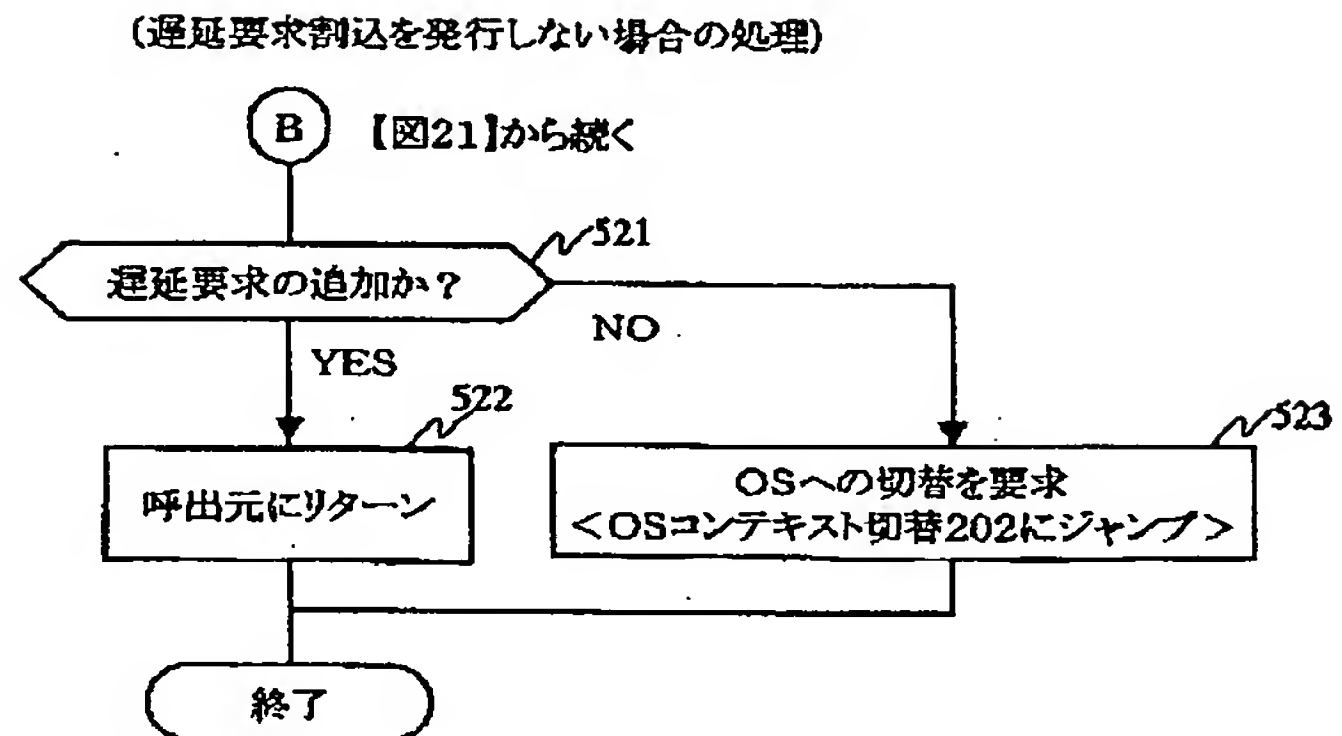 (遅延要求割込を発行しない場合の処理)
B 【図21】から続く
521
遅延要求の追加か?
NO
YES
522
523
呼出元にリターン
OSへの切替を要求
<OSコンテキスト切替202にジャンプ>
終了